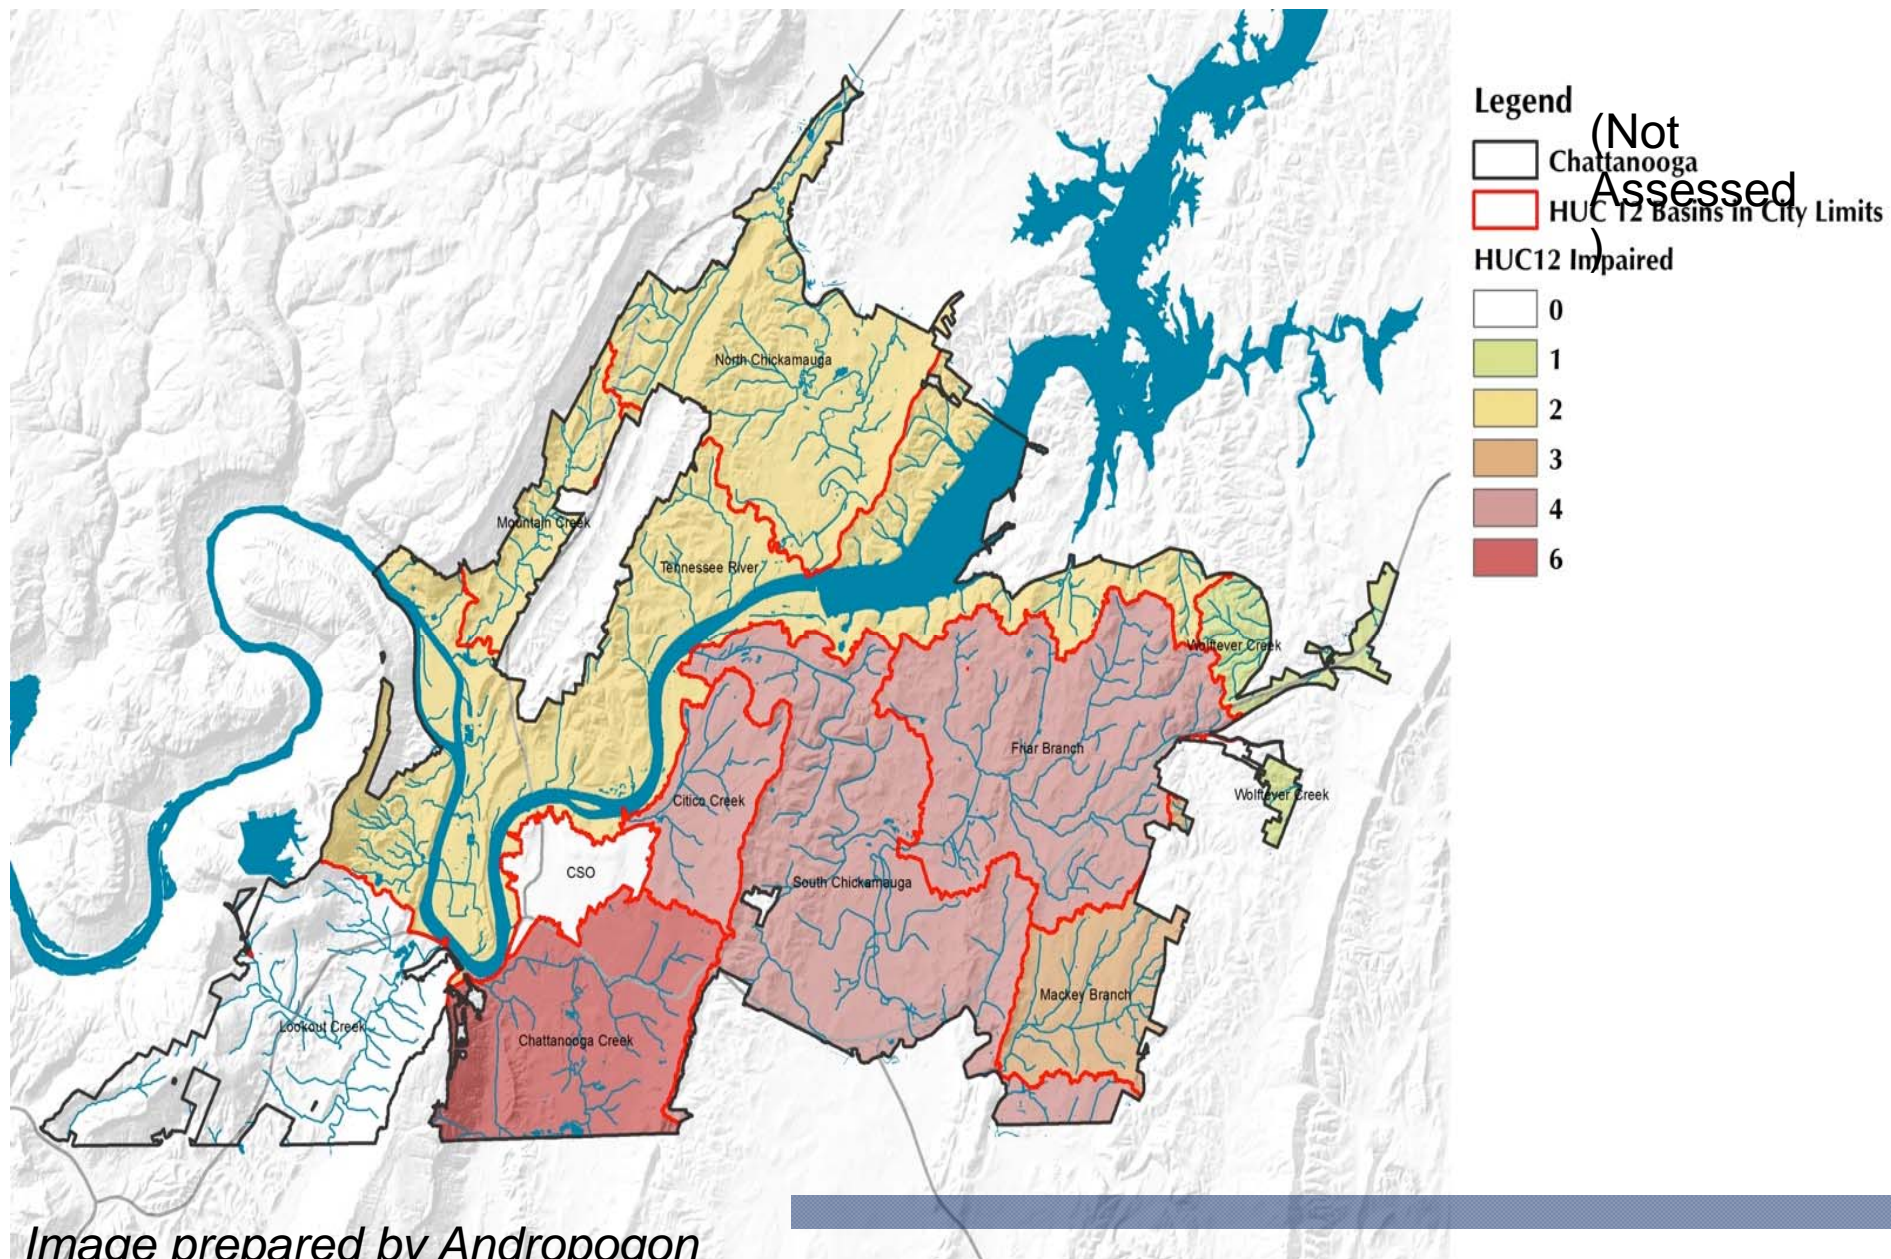 Legend
(Not
Chattanooga
Assessed
HUC 12 Basins in City Limits
)
HUC12 Impaired
0
1
2
3
4
6
North Chickamauga
Mountain Creek
Tennessee River
Wolftever Creek
Friar Branch
Wolftever Creek
Citico Creek
CSO
South Chickamauga
Mackey Branch
Lookout Creek
Chattanooga Creek
Image prepared by Andropogon